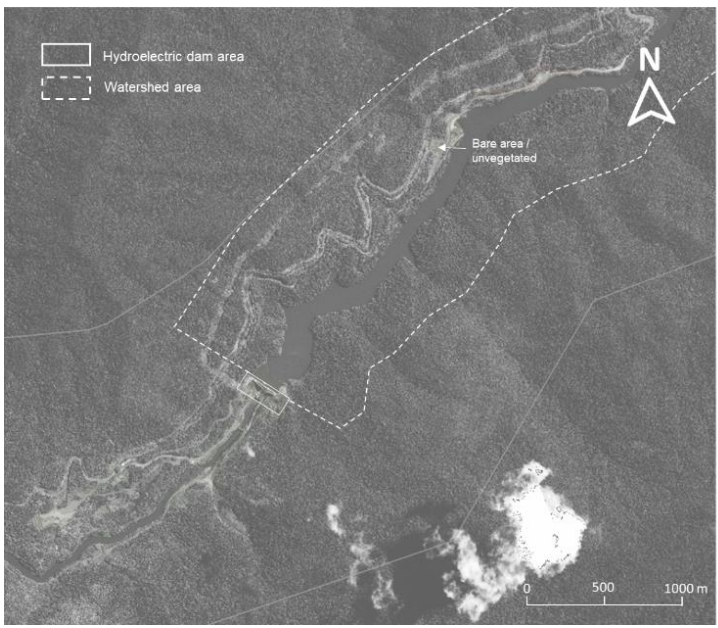 Hydroelectric dam area
Watershed area
N
Bare area /
unvegetated
0 500 1000 m